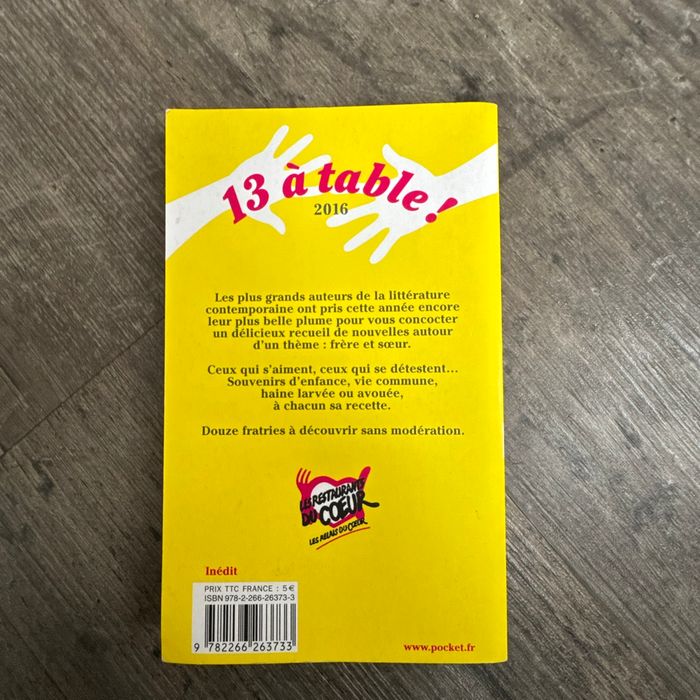 13 à table !
2016
Les plus grands auteurs de la littérature
contemporaine ont pris cette année encore
leur plus belle plume pour vous concocter
un délicieux recueil de nouvelles autour
d'un thème : frère et sœur.
Ceux qui s'aiment, ceux qui se détestent...
Souvenirs d'enfance, vie commune,
haine larvée ou avouée,
à chacun sa recette.
Douze fratries à découvrir sans modération.
LES RESTAURANTS
DU CŒUR
LES RELAIS DU CŒUR
Inédit
PRIX TTC FRANCE : 5 €
ISBN 978-2-266-26373-3
9 782266 263733
www.pocket.fr